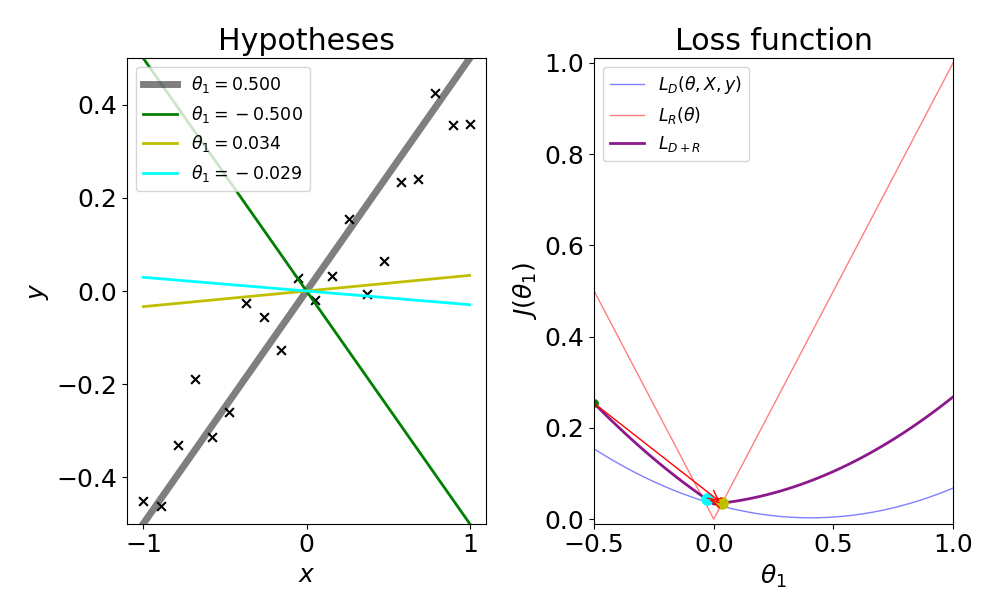 Hypotheses
θ₁ = 0.500
θ₁ = −0.500
θ₁ = 0.034
θ₁ = −0.029
0.4
0.2
0.0
−0.2
−0.4
y
−1
0
1
x
Loss function
L_D(θ, X, y)
L_R(θ)
L_{D+R}
1.0
0.8
0.6
0.4
0.2
0.0
J(θ₁)
−0.5
0.0
0.5
1.0
θ₁